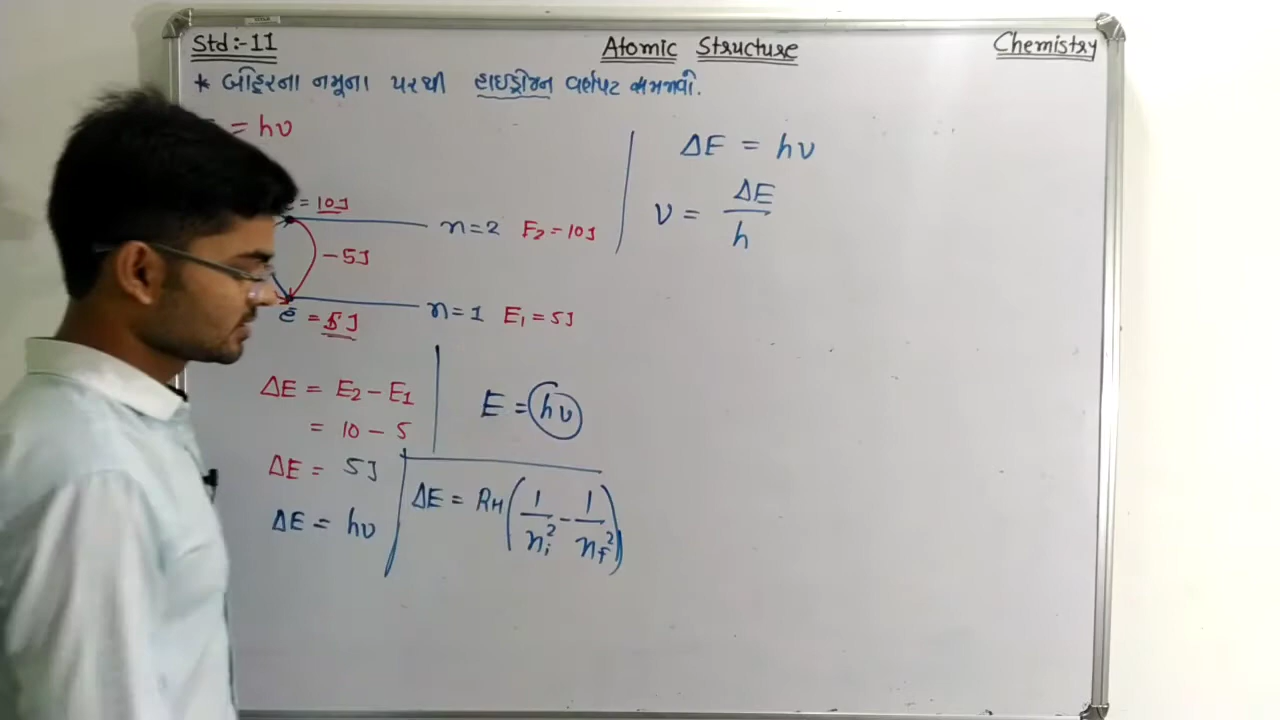 Std:-11
Atomic Structure
Chemistry
* બોહરના નમૂના પરથી હાઇડ્રોજન વર્ણપટ સમજાવો.
= hν
= 10J
n=2 E₂=10J
-5J
n=1 E₁=5J
ē = 5J
ΔE = E₂-E₁
= 10-5
ΔE = 5J
ΔE = hν
E = hν
ΔE = RH(1/nᵢ² - 1/nf²)
ΔE = hν
ν = ΔE/h